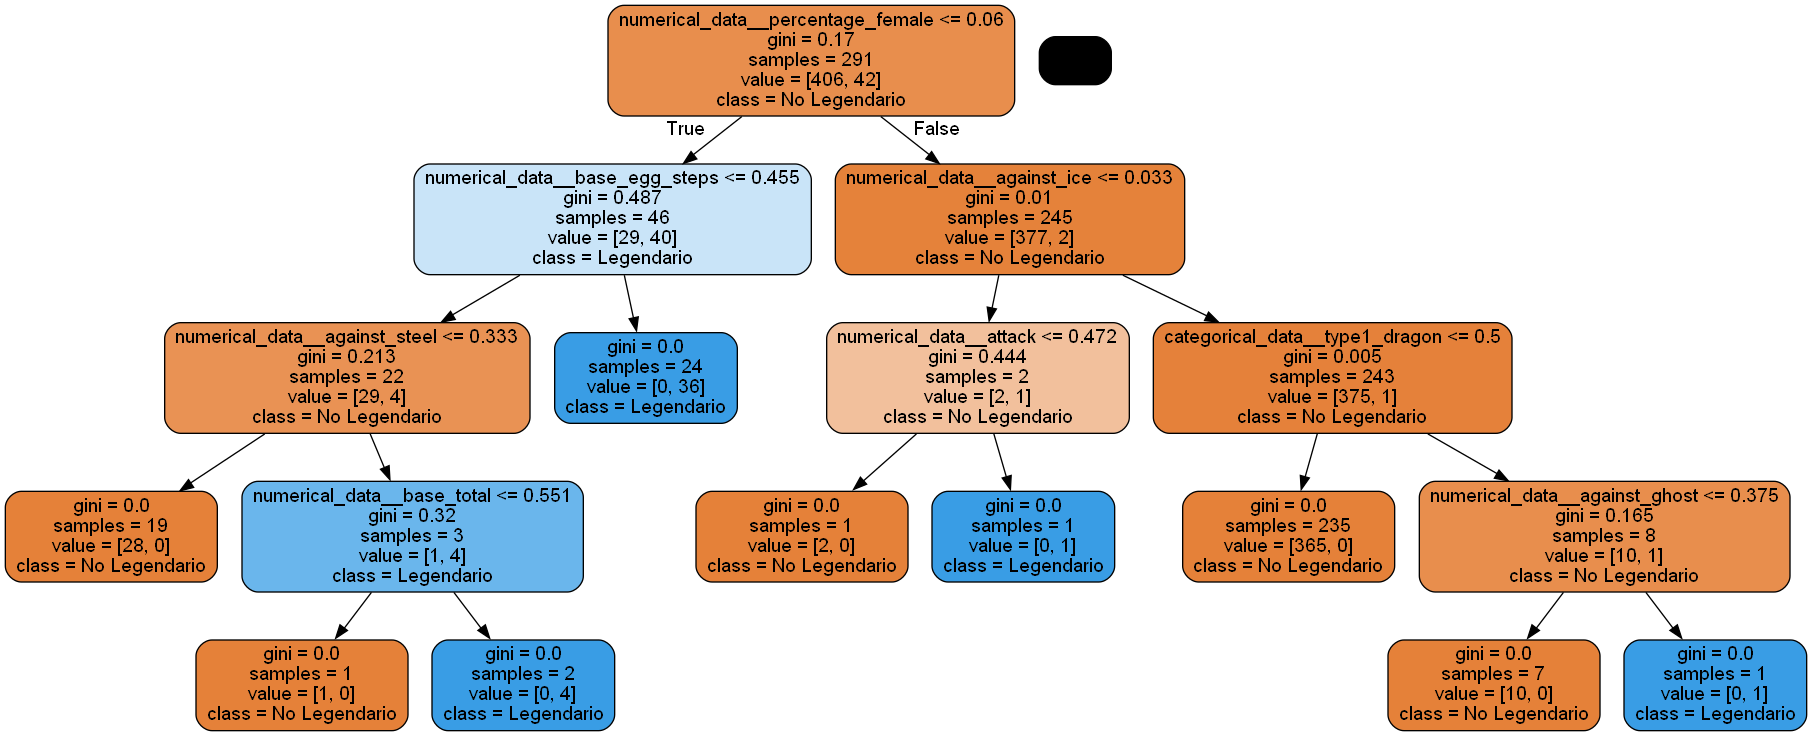 numerical_data__percentage_female <= 0.06
gini = 0.17
samples = 291
value = [406, 42]
class = No Legendario
True
False
numerical_data__base_egg_steps <= 0.455
gini = 0.487
samples = 46
value = [29, 40]
class = Legendario
numerical_data__against_ice <= 0.033
gini = 0.01
samples = 245
value = [377, 2]
class = No Legendario
numerical_data__against_steel <= 0.333
gini = 0.213
samples = 22
value = [29, 4]
class = No Legendario
gini = 0.0
samples = 24
value = [0, 36]
class = Legendario
numerical_data__attack <= 0.472
gini = 0.444
samples = 2
value = [2, 1]
class = No Legendario
categorical_data__type1_dragon <= 0.5
gini = 0.005
samples = 243
value = [375, 1]
class = No Legendario
gini = 0.0
samples = 19
value = [28, 0]
class = No Legendario
numerical_data__base_total <= 0.551
gini = 0.32
samples = 3
value = [1, 4]
class = Legendario
gini = 0.0
samples = 1
value = [2, 0]
class = No Legendario
gini = 0.0
samples = 1
value = [0, 1]
class = Legendario
gini = 0.0
samples = 235
value = [365, 0]
class = No Legendario
numerical_data__against_ghost <= 0.375
gini = 0.165
samples = 8
value = [10, 1]
class = No Legendario
gini = 0.0
samples = 1
value = [1, 0]
class = No Legendario
gini = 0.0
samples = 2
value = [0, 4]
class = Legendario
gini = 0.0
samples = 7
value = [10, 0]
class = No Legendario
gini = 0.0
samples = 1
value = [0, 1]
class = Legendario